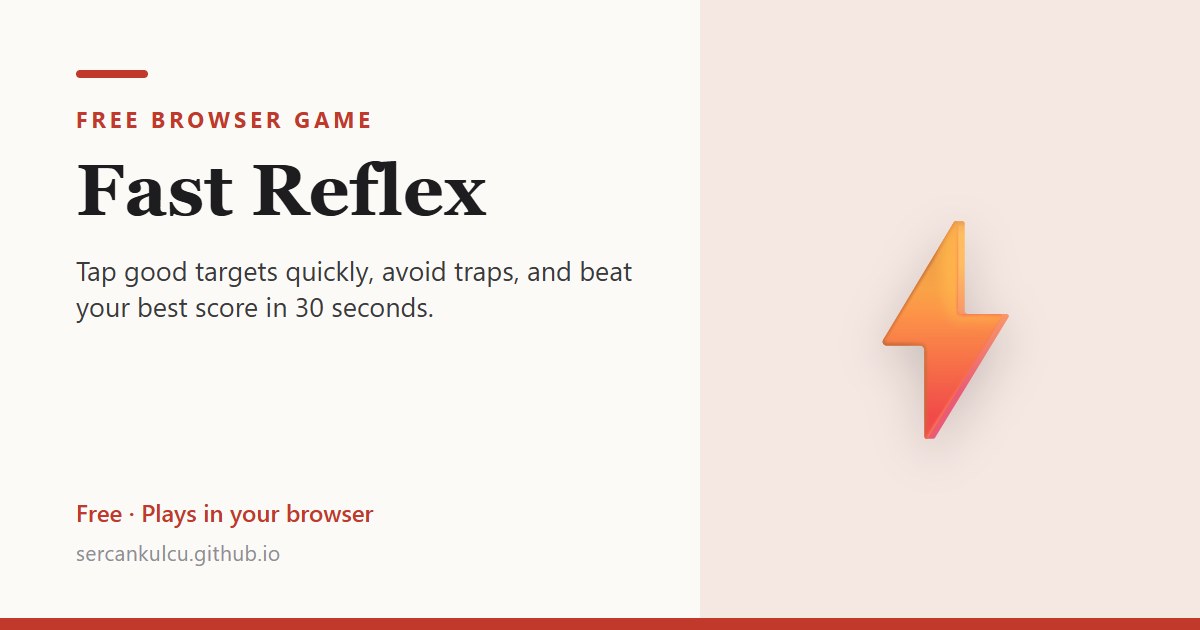 FREE BROWSER GAME
Fast Reflex
Tap good targets quickly, avoid traps, and beat
your best score in 30 seconds.
Free · Plays in your browser
sercankulcu.github.io